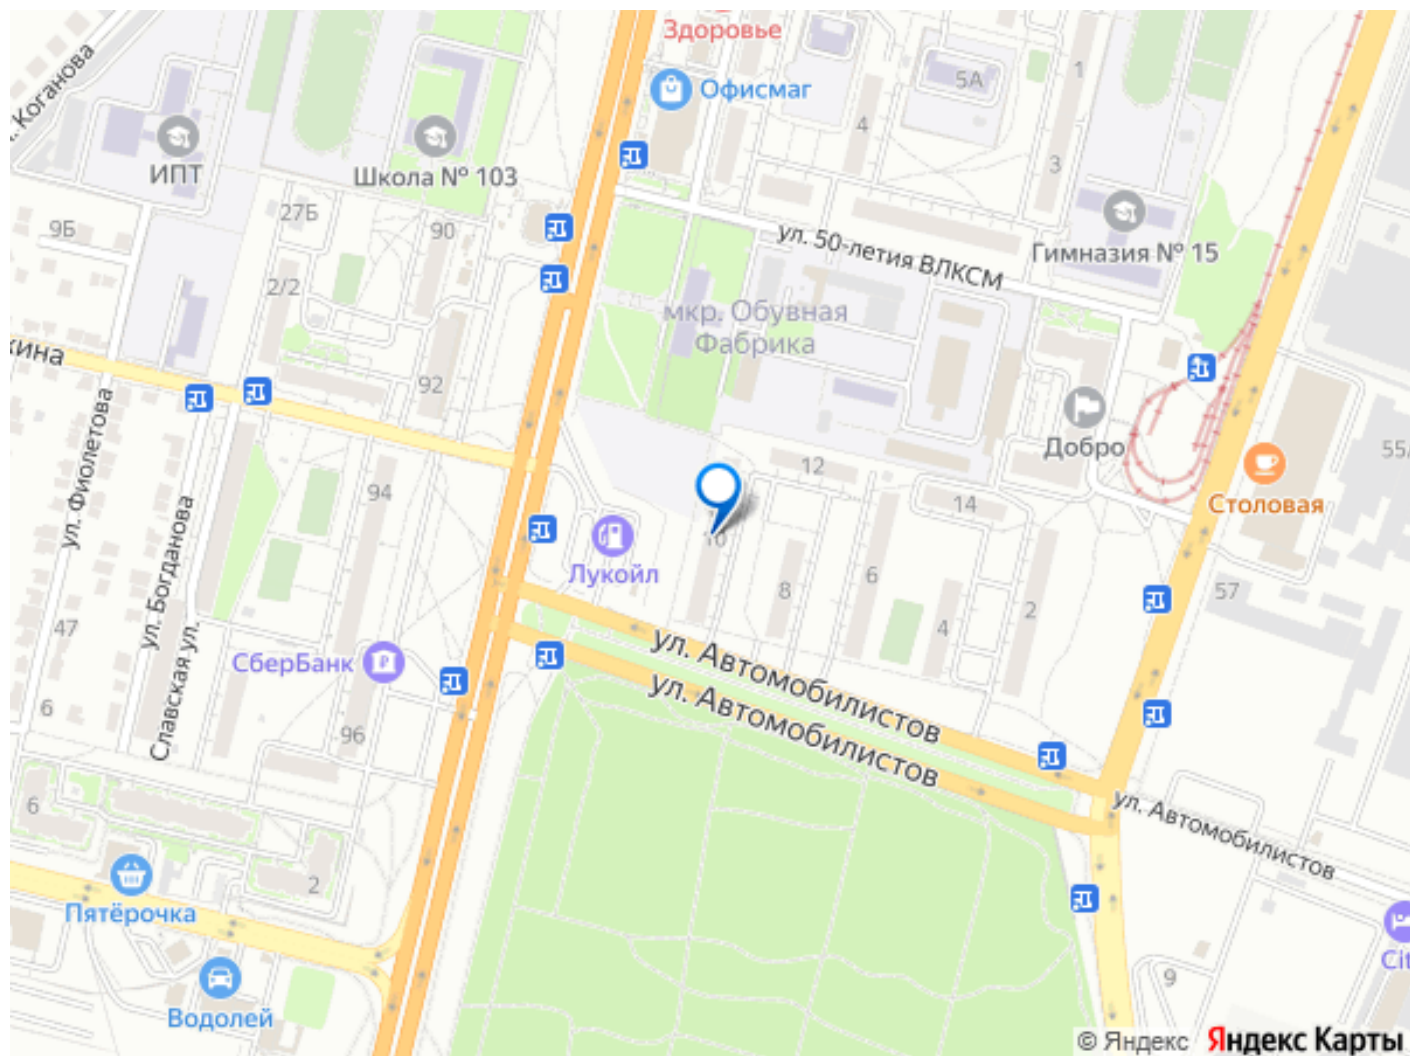 Здоровье
Офисмаг
5А
1
л. Коганова
4
ИПТ
Школа № 103
3
27Б
9Б
90
ул. 50-летия ВЛКСМ
Гимназия № 15
2/2
мкр. Обувная
Фабрика
кина
92
Добро
55
12
ул. Фиолетова
94
14
Столовая
ул. Богданова
10
Лукойл
6
8
57
2
4
47
Славская ул.
СберБанк
ул. Автомобилистов
ул. Автомобилистов
6
96
ул. Автомобилистов
6
2
Пятёрочка
Cit
9
Водолей
© Яндекс Яндекс Карты